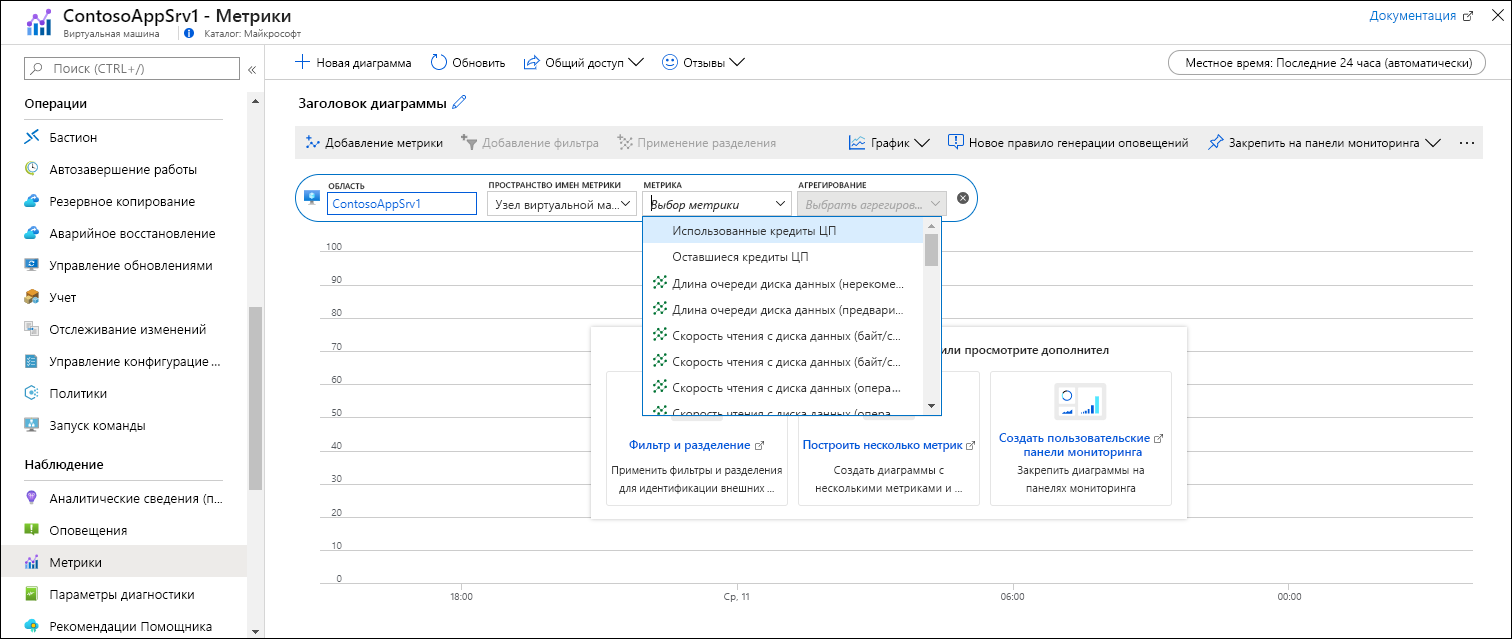 ContosoAppSrv1 - Метрики
Виртуальная машина
Каталог: Майкрософт
Документация
Поиск (CTRL+/)
Операции
Бастион
Автозавершение работы
Резервное копирование
Аварийное восстановление
Управление обновлениями
Учет
Отслеживание изменений
Управление конфигурацие ...
Политики
Запуск команды
Наблюдение
Аналитические сведения (п...
Оповещения
Метрики
Параметры диагностики
Рекомендации Помощника
Новая диаграмма
Обновить
Общий доступ
Отзывы
Местное время: Последние 24 часа (автоматически)
Заголовок диаграммы
Добавление метрики
Добавление фильтра
Применение разделения
График
Новое правило генерации оповещений
Закрепить на панели мониторинга
ОБЛАСТЬ
ContosoAppSrv1
ПРОСТРАНСТВО ИМЕН МЕТРИКИ
Узел виртуальной ма...
МЕТРИКА
Выбор метрики
АГРЕГИРОВАНИЕ
Выбрать агрегиров...
Использованные кредиты ЦП
Оставшиеся кредиты ЦП
Длина очереди диска данных (нерекоме...
Длина очереди диска данных (предвари...
Скорость чтения с диска данных (байт/с...
Скорость чтения с диска данных (байт/с...
Скорость чтения с диска данных (опера...
Скорость чтения с диска данных (опера...
или просмотрите дополнител
Фильтр и разделение
Применить фильтры и разделения
для идентификации внешних ...
Построить несколько метрик
Создать диаграммы с
несколькими метриками и ...
Создать пользовательские
панели мониторинга
Закрепить диаграммы на
панелях мониторинга
100
90
80
70
60
50
40
30
20
10
0
18:00
Ср, 11
06:00
00:00